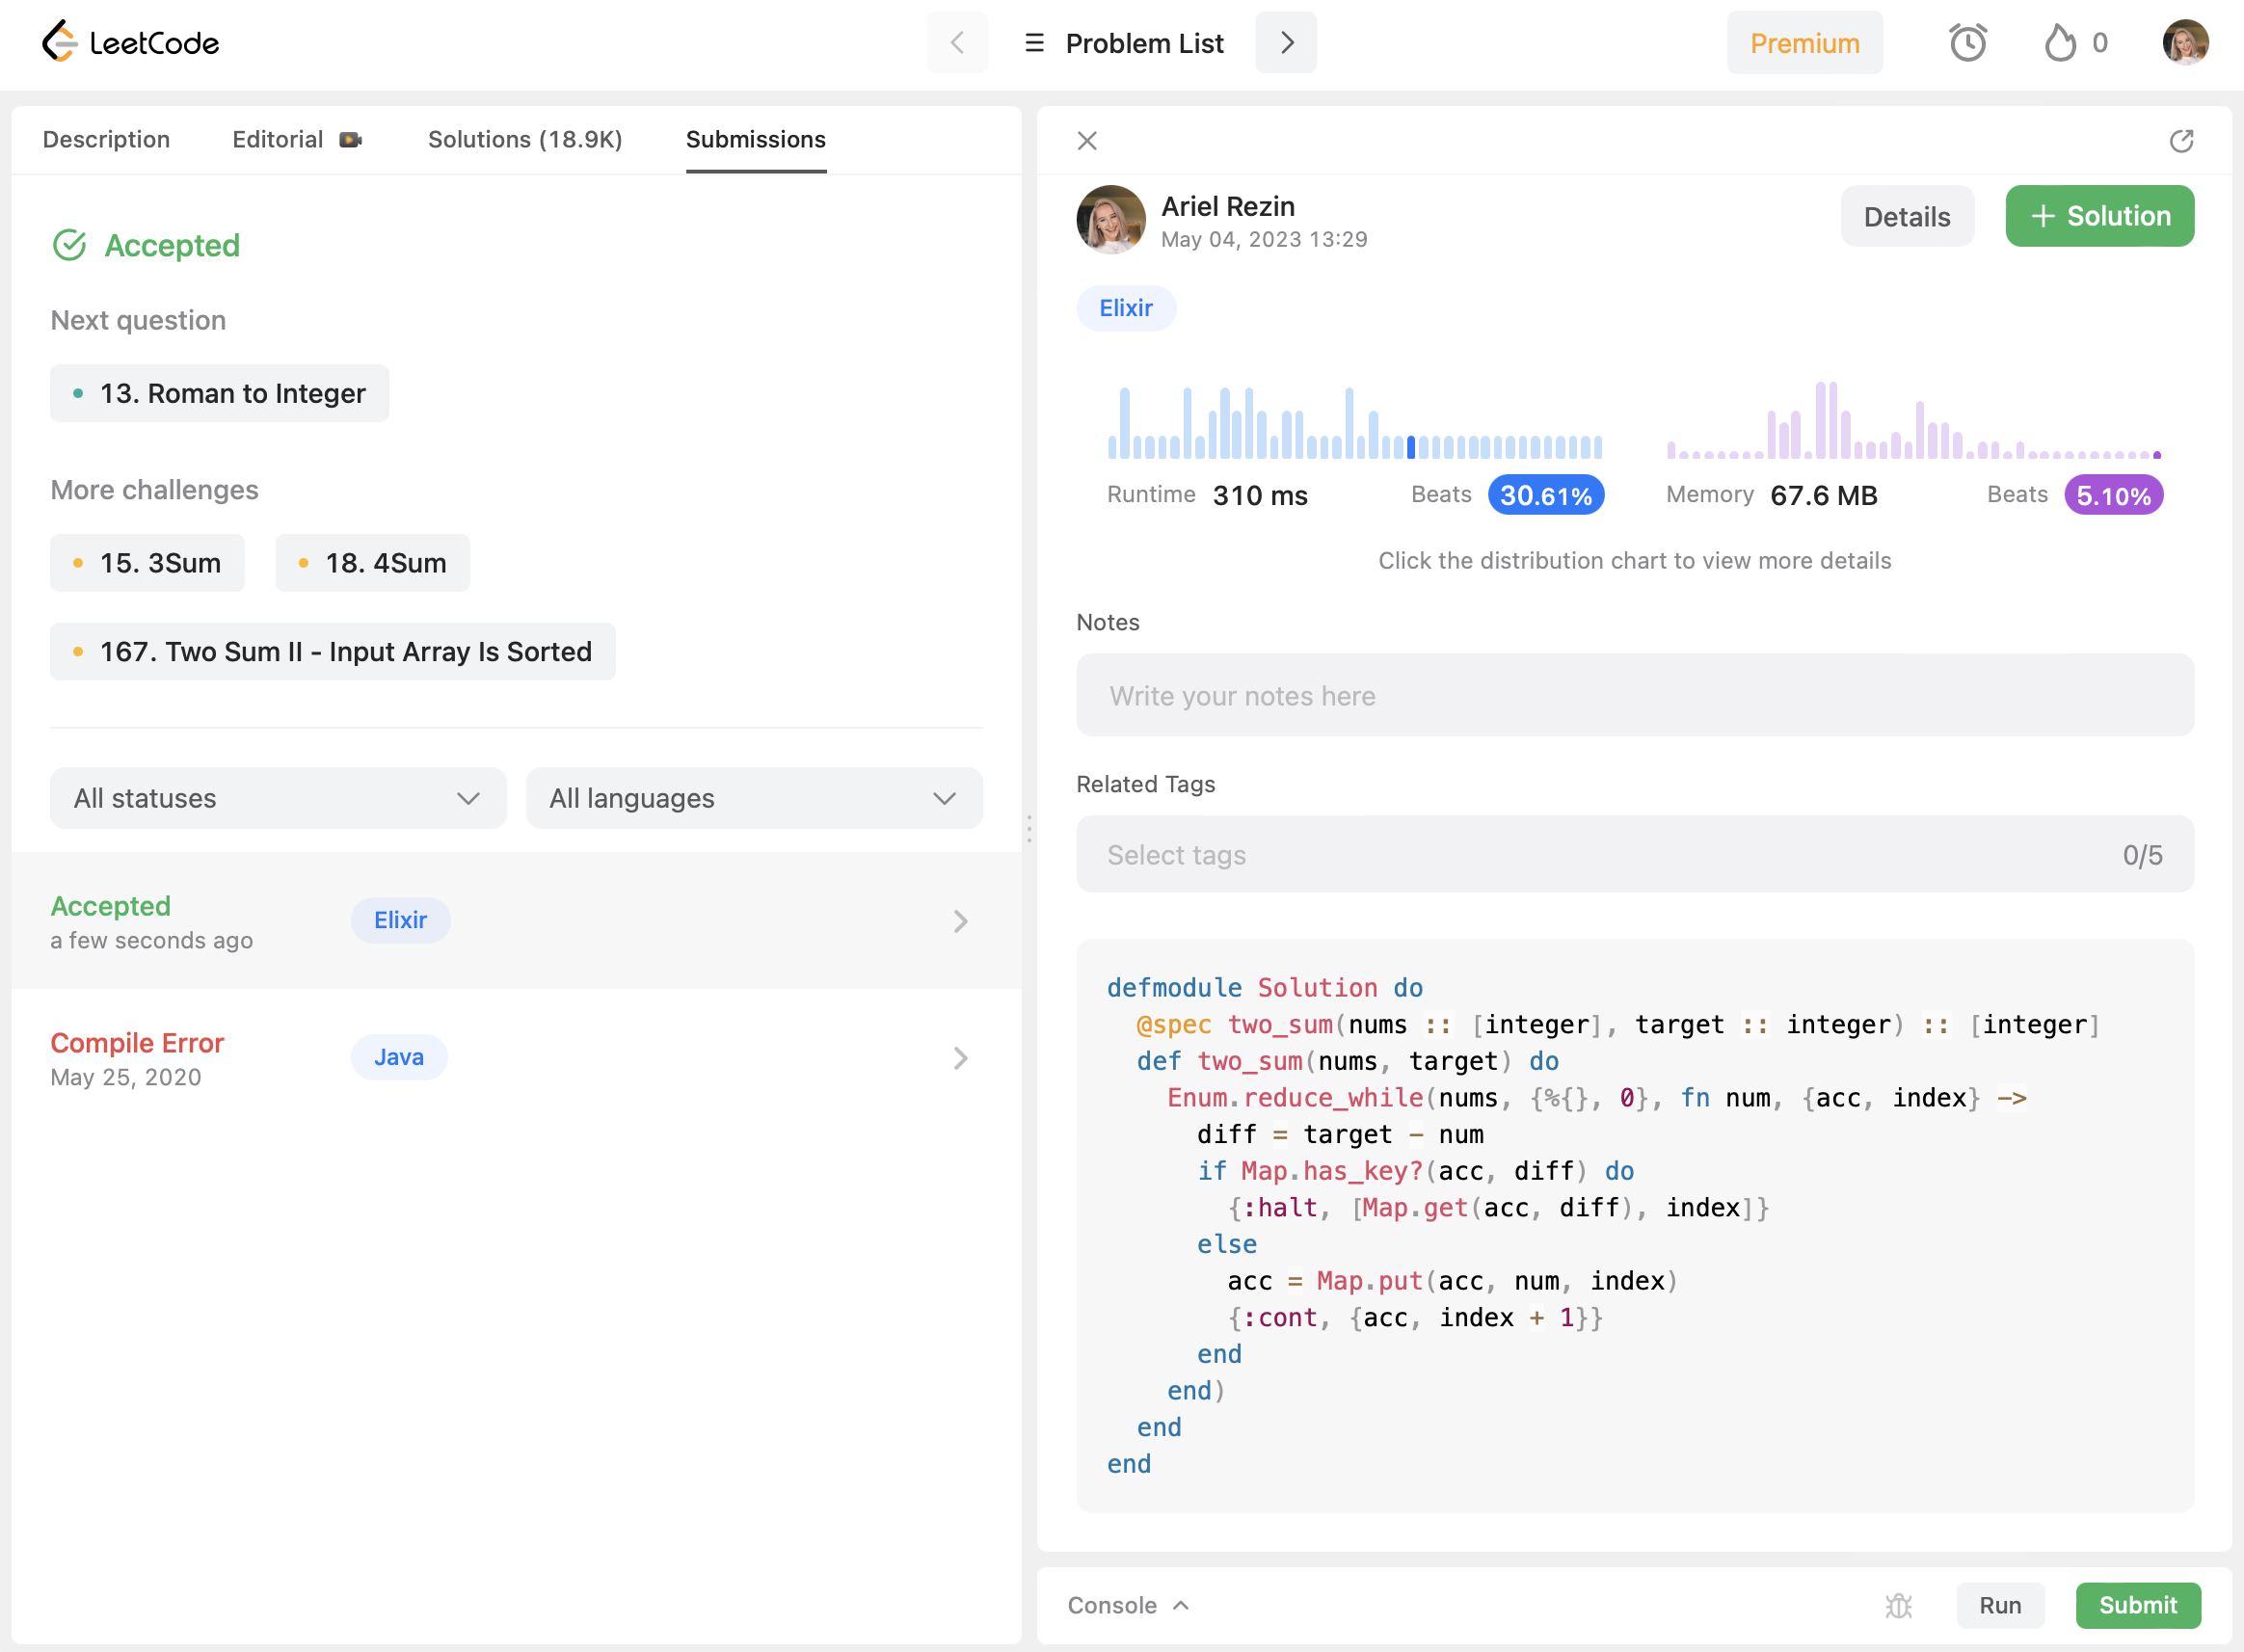 LeetCode
Problem List
Premium
0
Description Editorial Solutions (18.9K) Submissions
Accepted
Next question
13. Roman to Integer
More challenges
15. 3Sum 18. 4Sum
167. Two Sum II - Input Array Is Sorted
All statuses All languages
Accepted
a few seconds ago
Elixir
Compile Error
May 25, 2020
Java
Ariel Rezin
May 04, 2023 13:29
Details
+ Solution
Elixir
Runtime 310 ms Beats 30.61%
Memory 67.6 MB Beats 5.10%
Click the distribution chart to view more details
Notes
Write your notes here
Related Tags
Select tags 0/5
defmodule Solution do
  @spec two_sum(nums :: [integer], target :: integer) :: [integer]
  def two_sum(nums, target) do
    Enum.reduce_while(nums, {%{}, 0}, fn num, {acc, index} ->
      diff = target - num
      if Map.has_key?(acc, diff) do
        {:halt, [Map.get(acc, diff), index]}
      else
        acc = Map.put(acc, num, index)
        {:cont, {acc, index + 1}}
      end
    end)
  end
end
Console
Run
Submit